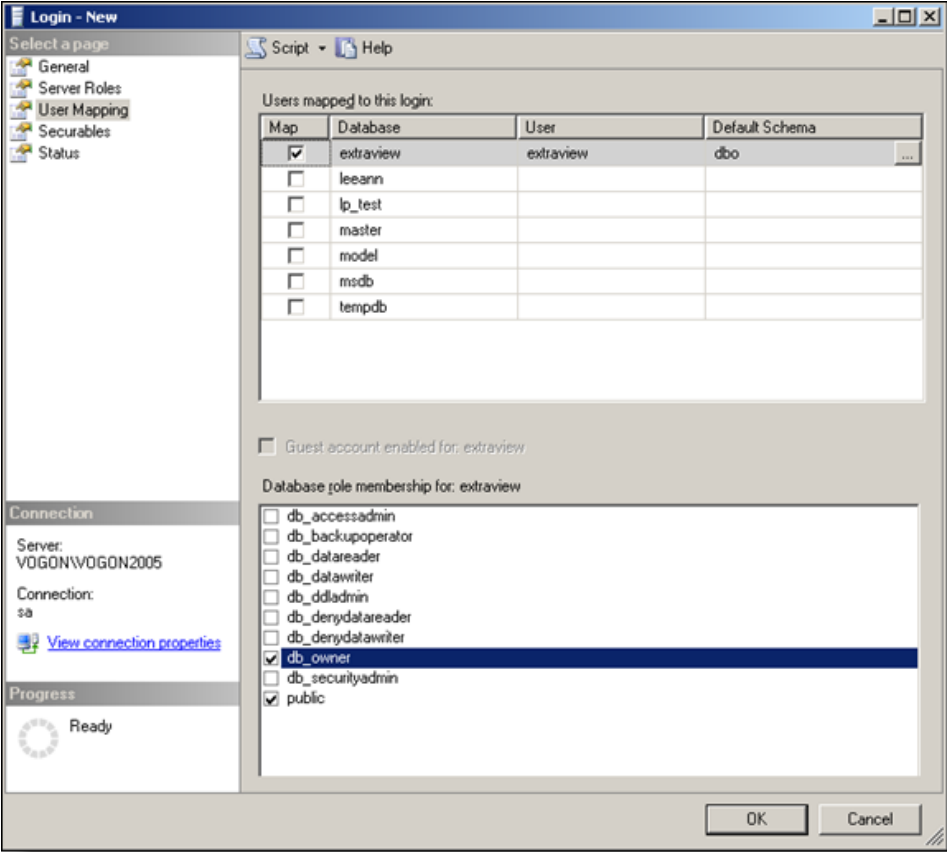 Login - New
Select a page
General
Server Roles
User Mapping
Securables
Status
Script Help
Users mapped to this login:
Map Database User Default Schema
extraview extraview dbo ...
leeann
lp_test
master
model
msdb
tempdb
Guest account enabled for: extraview
Database role membership for: extraview
db_accessadmin
db_backupoperator
db_datareader
db_datawriter
db_ddladmin
db_denydatareader
db_denydatawriter
db_owner
db_securityadmin
public
Connection
Server:
VOGON\VOGON2005
Connection:
sa
View connection properties
Progress
Ready
OK Cancel